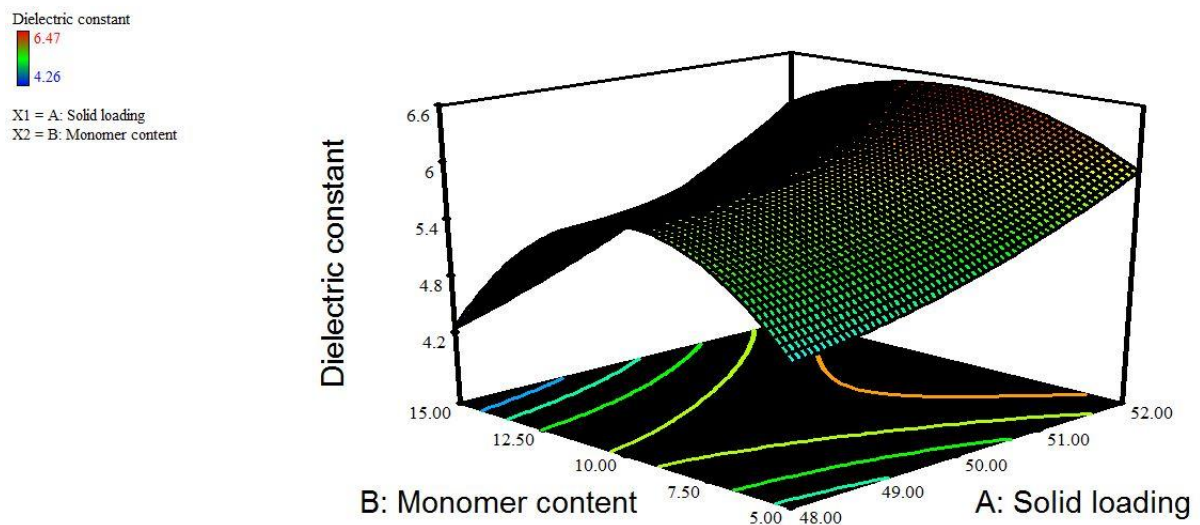 Dielectric constant
6.47
4.26
X1 = A: Solid loading
X2 = B: Monomer content
Dielectric constant
6.6
6
5.4
4.8
4.2
15.00
12.50
10.00
7.50
5.00
48.00
49.00
50.00
51.00
52.00
B: Monomer content
A: Solid loading